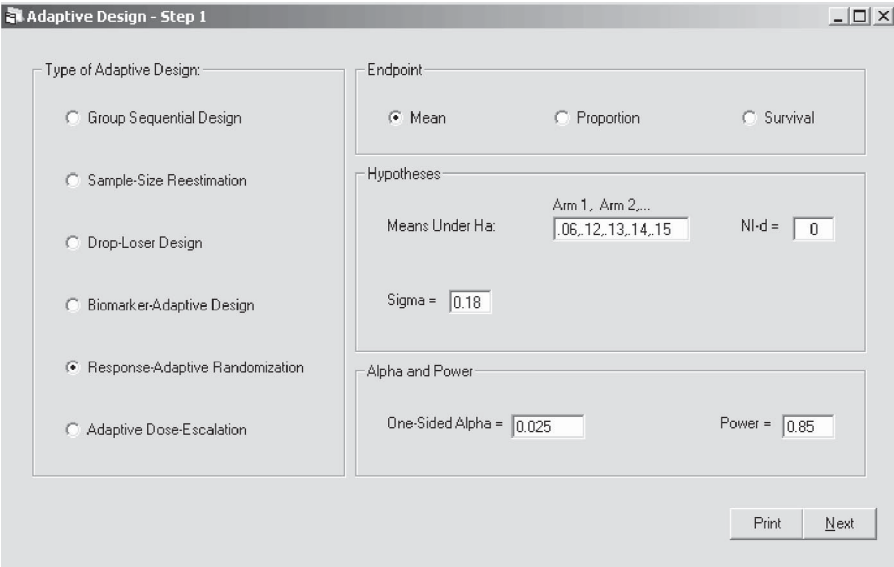 Adaptive Design - Step 1
Type of Adaptive Design:
Group Sequential Design
Sample-Size Reestimation
Drop-Loser Design
Biomarker-Adaptive Design
Response-Adaptive Randomization
Adaptive Dose-Escalation
Endpoint
Mean Proportion Survival
Hypotheses
Arm 1, Arm 2,...
Means Under Ha: .06,.12,.13,.14,.15 NI-d = 0
Sigma = 0.18
Alpha and Power
One-Sided Alpha = 0.025 Power = 0.85
Print Next